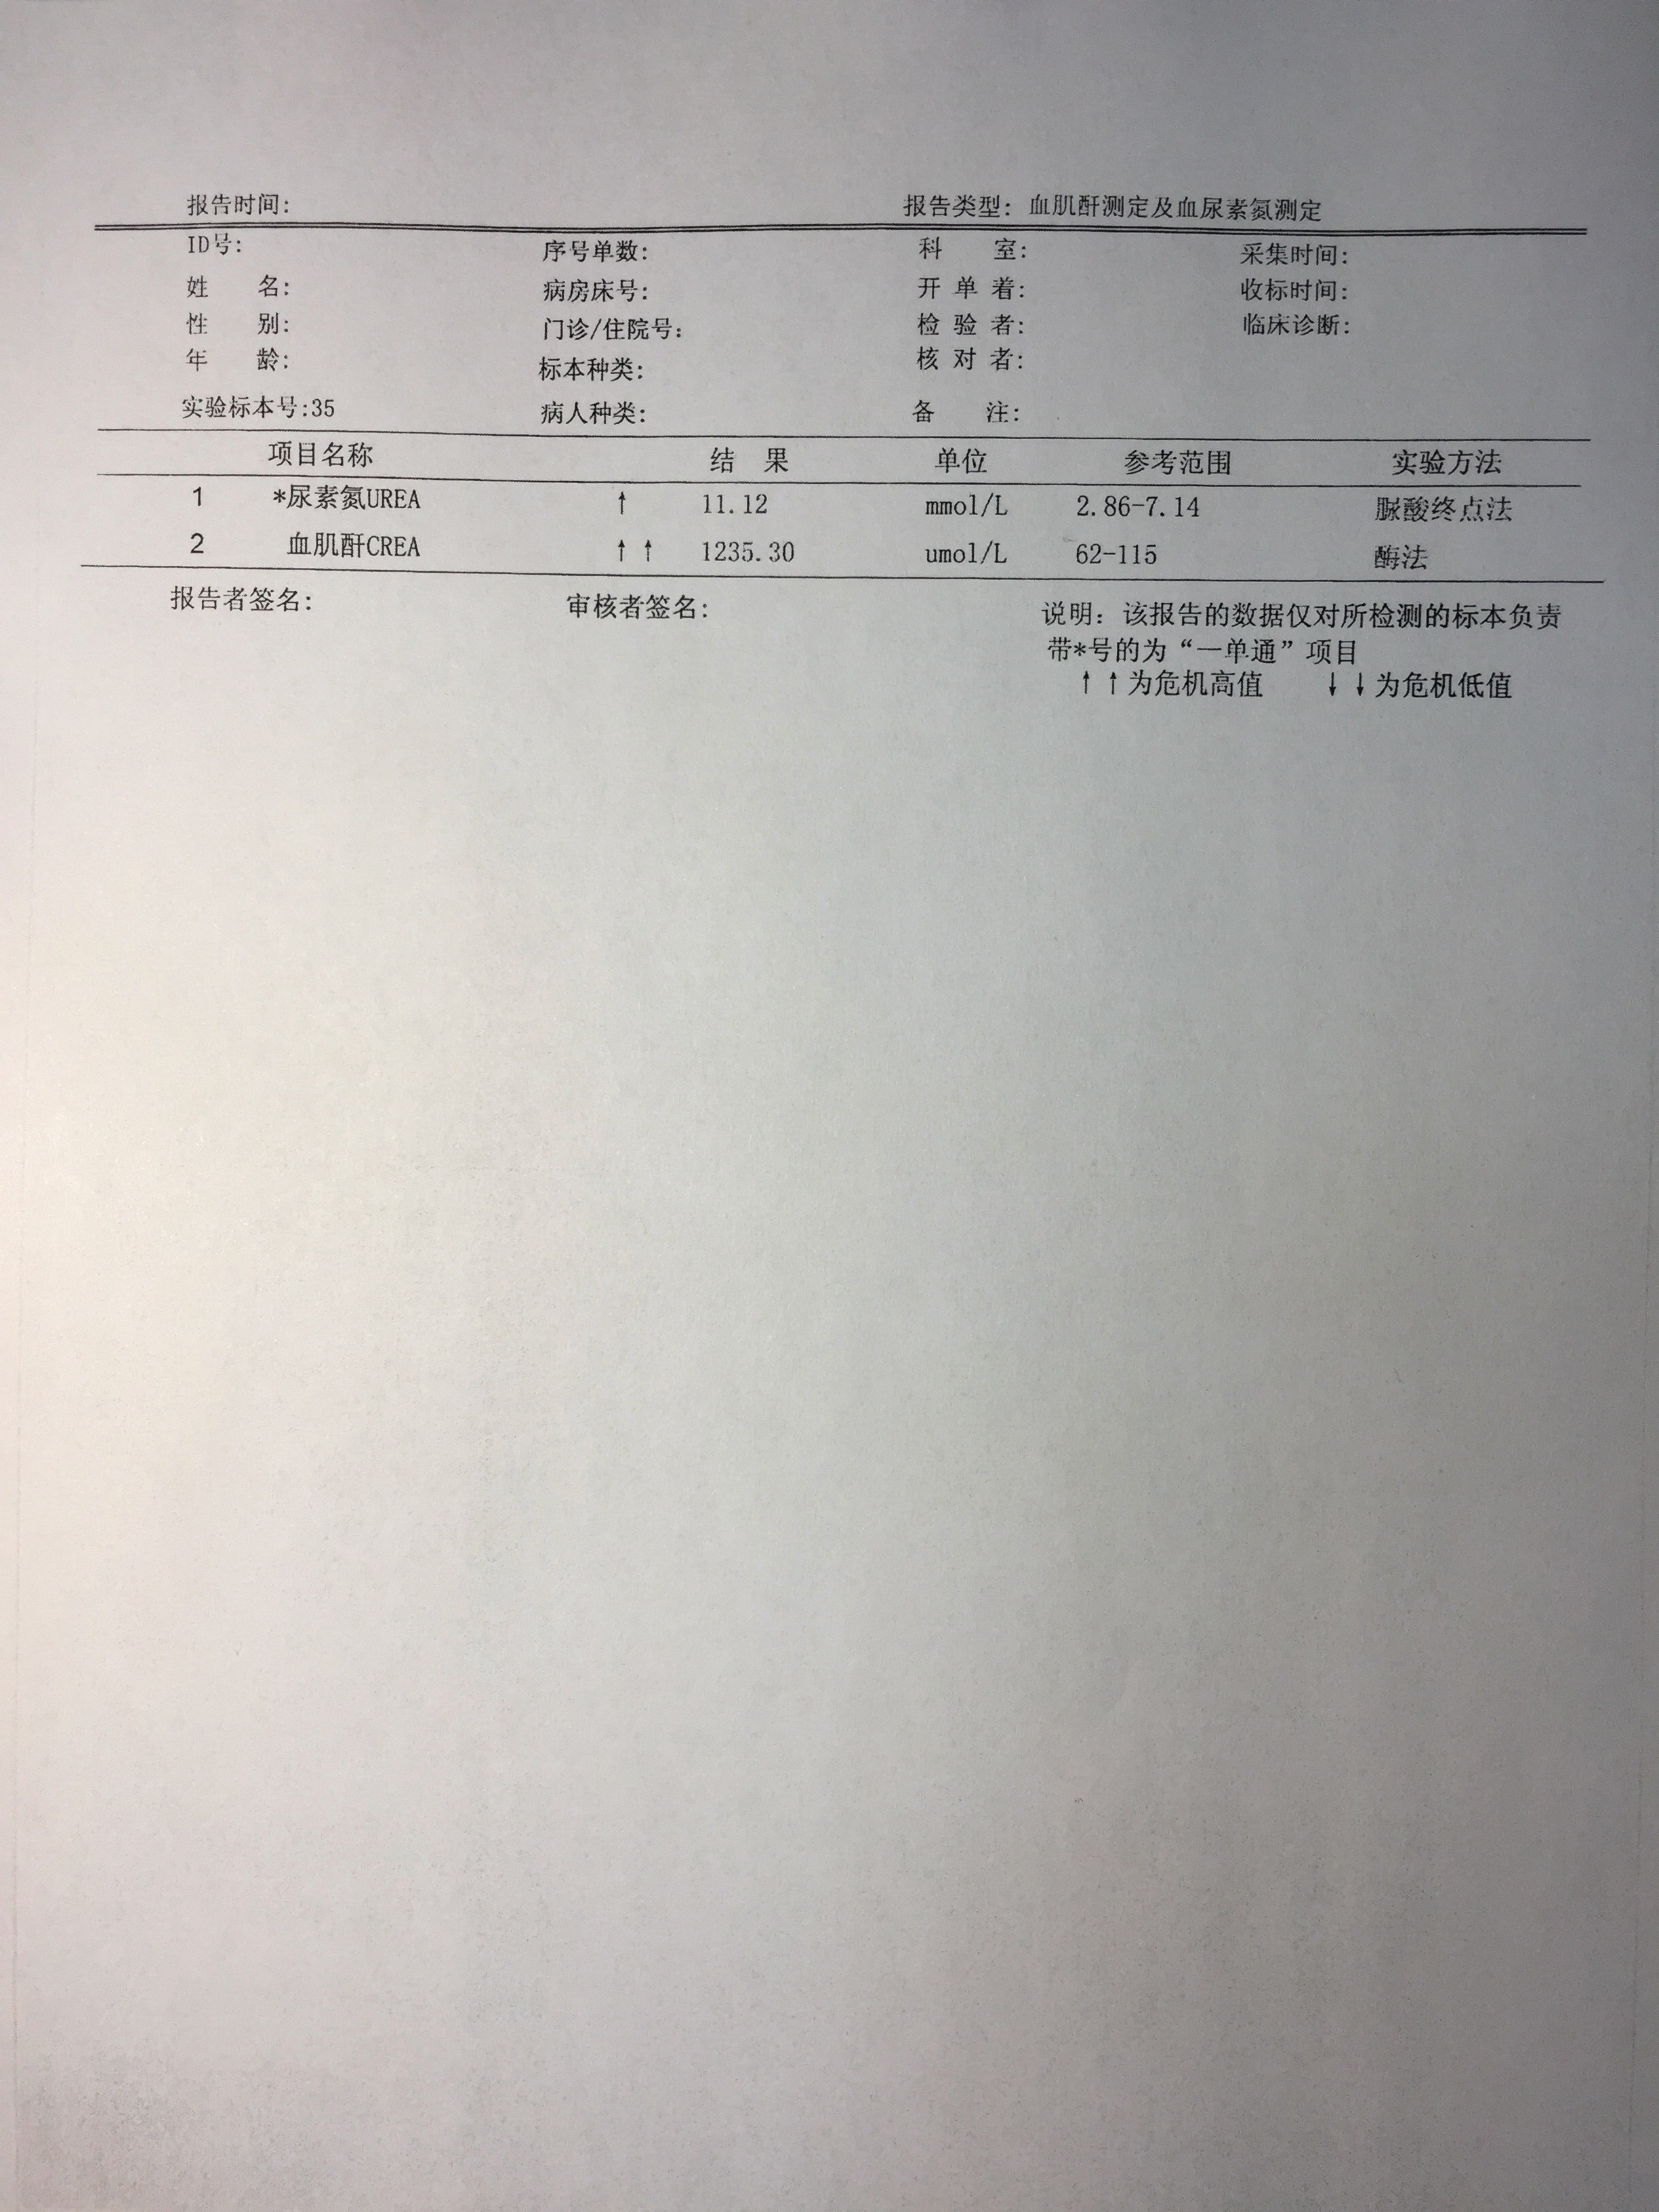 报告时间: 报告类型: 血肌酐测定及血尿素氮测定
ID号: 序号单数: 科 室: 采集时间:
姓 名: 病房床号: 开 单 着: 收标时间:
性 别: 门诊/住院号: 检 验 者: 临床诊断:
年 龄: 标本种类: 核 对 者:
实验标本号:35 病人种类: 备 注:
项目名称 结 果 单位 参考范围 实验方法
1 *尿素氮UREA ↑ 11.12 mmol/L 2.86-7.14 脲酸终点法
2 血肌酐CREA ↑↑ 1235.30 umol/L 62-115 酶法
报告者签名: 审核者签名: 说明: 该报告的数据仅对所检测的标本负责
带*号的为“一单通”项目
↑↑为危机高值 ↓↓为危机低值